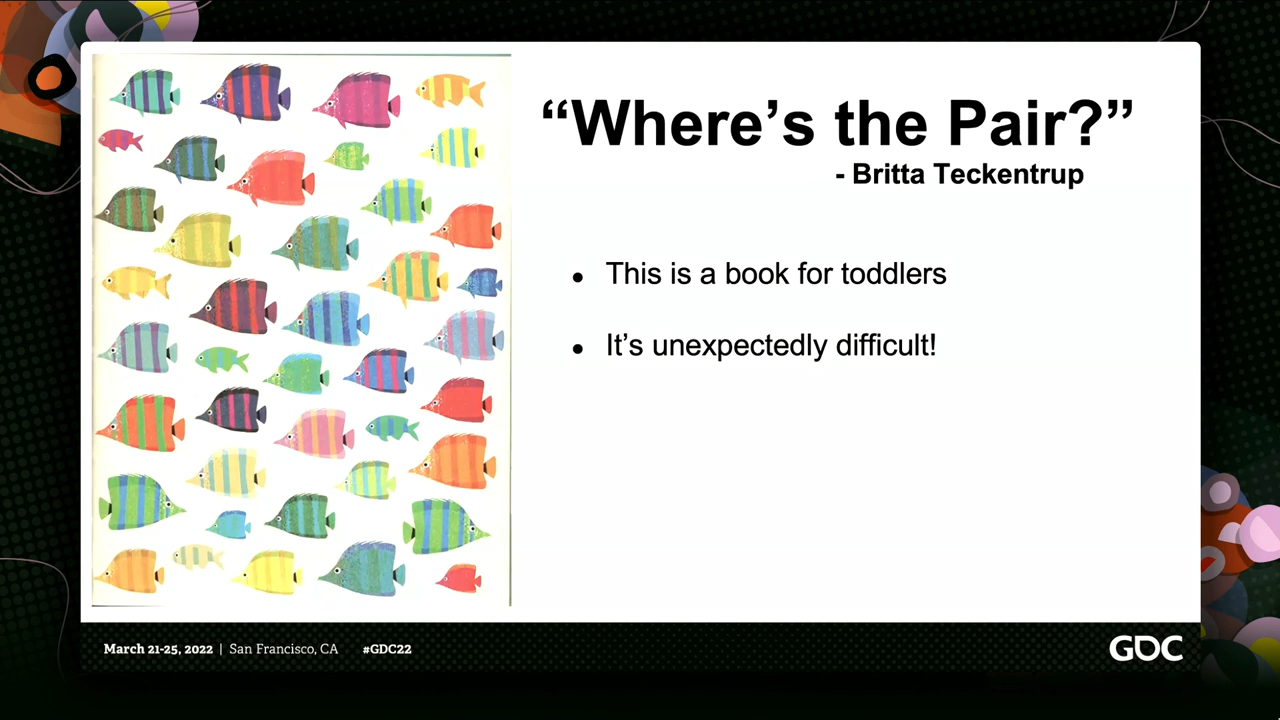 “Where’s the Pair?”
- Britta Teckentrup
• This is a book for toddlers
• It’s unexpectedly difficult!
March 21-25, 2022 | San Francisco, CA #GDC22
GDC